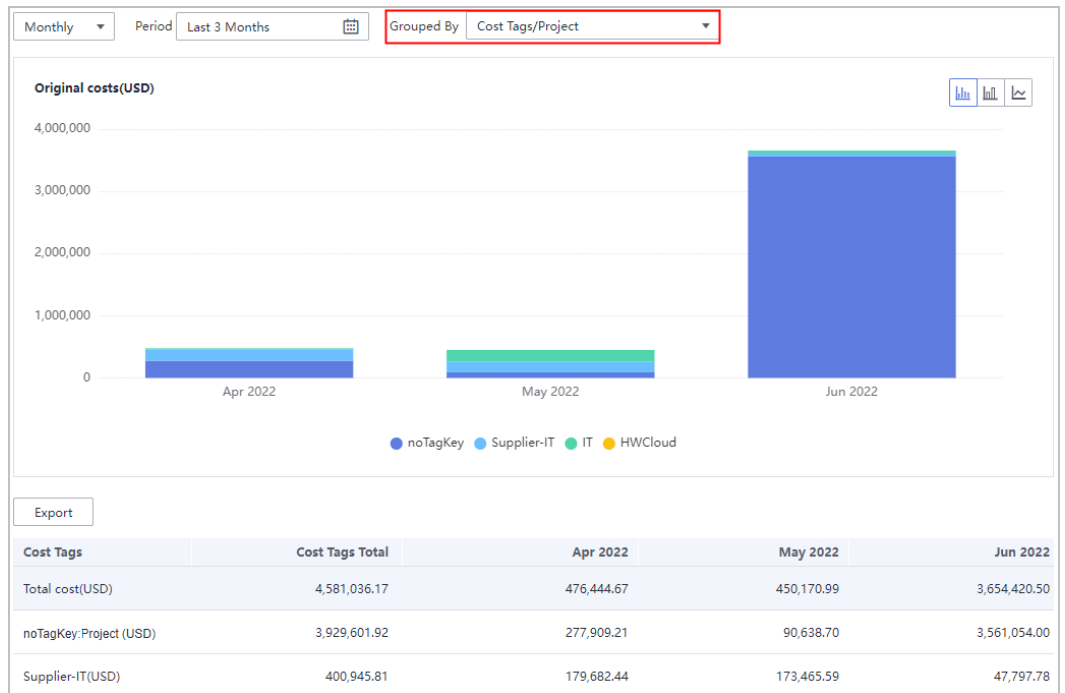 Monthly Period Last 3 Months Grouped By Cost Tags/Project
Original costs(USD)
4,000,000
3,000,000
2,000,000
1,000,000
0
Apr 2022 May 2022 Jun 2022
noTagKey Supplier-IT IT HWCloud
Export
Cost Tags Cost Tags Total Apr 2022 May 2022 Jun 2022
Total cost(USD) 4,581,036.17 476,444.67 450,170.99 3,654,420.50
noTagKey:Project (USD) 3,929,601.92 277,909.21 90,638.70 3,561,054.00
Supplier-IT(USD) 400,945.81 179,682.44 173,465.59 47,797.78